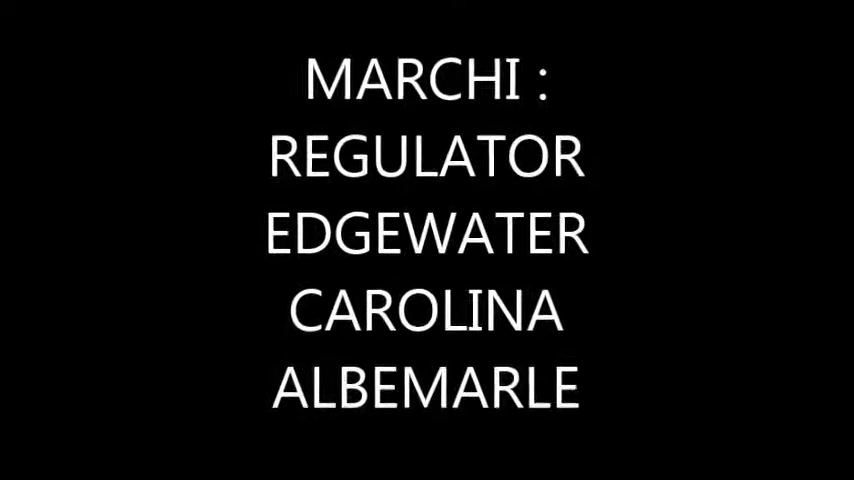 MARCHI :
REGULATOR
EDGEWATER
CAROLINA
ALBEMARLE